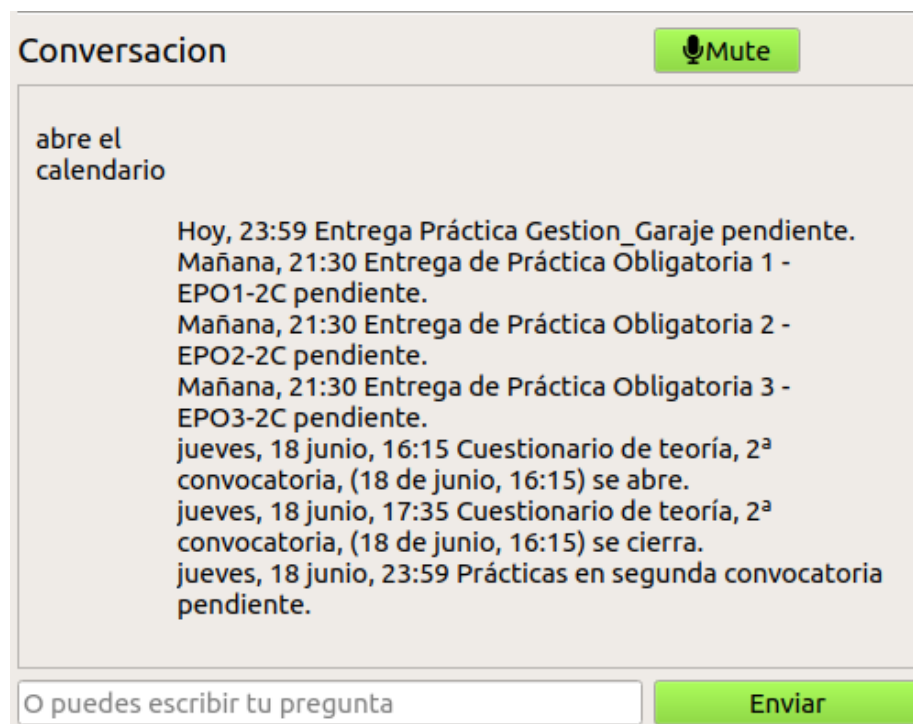 Conversacion
Mute
abre el
calendario
Hoy, 23:59 Entrega Práctica Gestion_Garaje pendiente.
Mañana, 21:30 Entrega de Práctica Obligatoria 1 -
EPO1-2C pendiente.
Mañana, 21:30 Entrega de Práctica Obligatoria 2 -
EPO2-2C pendiente.
Mañana, 21:30 Entrega de Práctica Obligatoria 3 -
EPO3-2C pendiente.
jueves, 18 junio, 16:15 Cuestionario de teoría, 2ª
convocatoria, (18 de junio, 16:15) se abre.
jueves, 18 junio, 17:35 Cuestionario de teoría, 2ª
convocatoria, (18 de junio, 16:15) se cierra.
jueves, 18 junio, 23:59 Prácticas en segunda convocatoria
pendiente.
O puedes escribir tu pregunta
Enviar